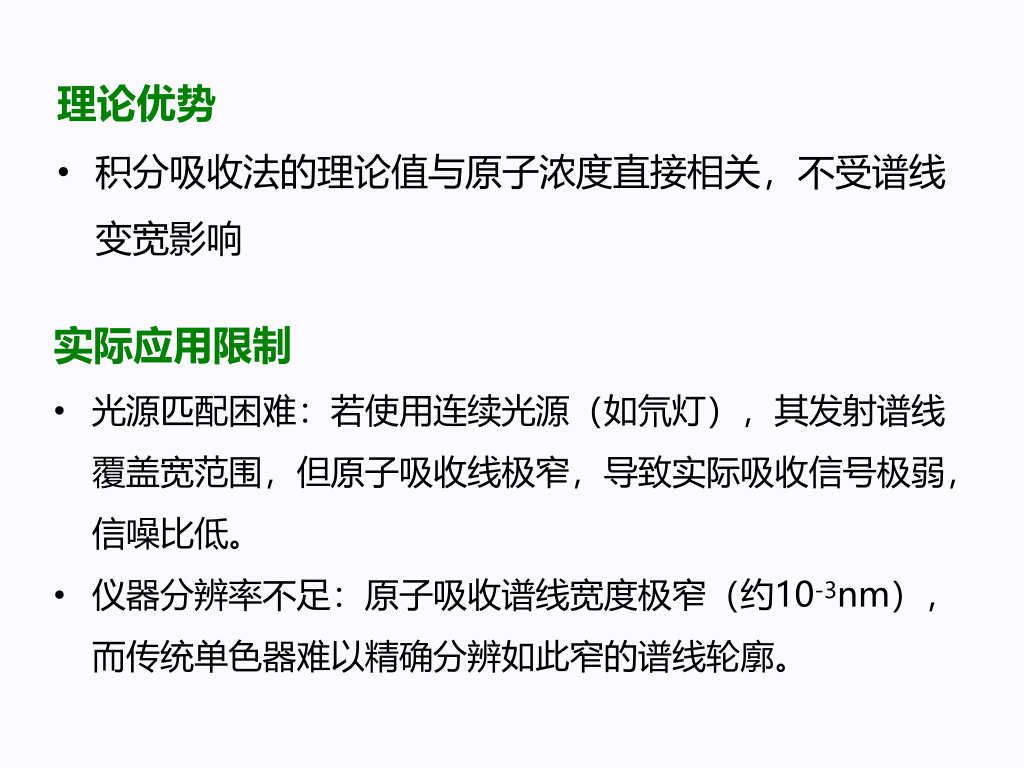 理论优势
• 积分吸收法的理论值与原子浓度直接相关，不受谱线
变宽影响
实际应用限制
• 光源匹配困难：若使用连续光源（如氘灯），其发射谱线
覆盖宽范围，但原子吸收线极窄，导致实际吸收信号极弱，
信噪比低。
• 仪器分辨率不足：原子吸收谱线宽度极窄（约10⁻³nm），
而传统单色器难以精确分辨如此窄的谱线轮廓。